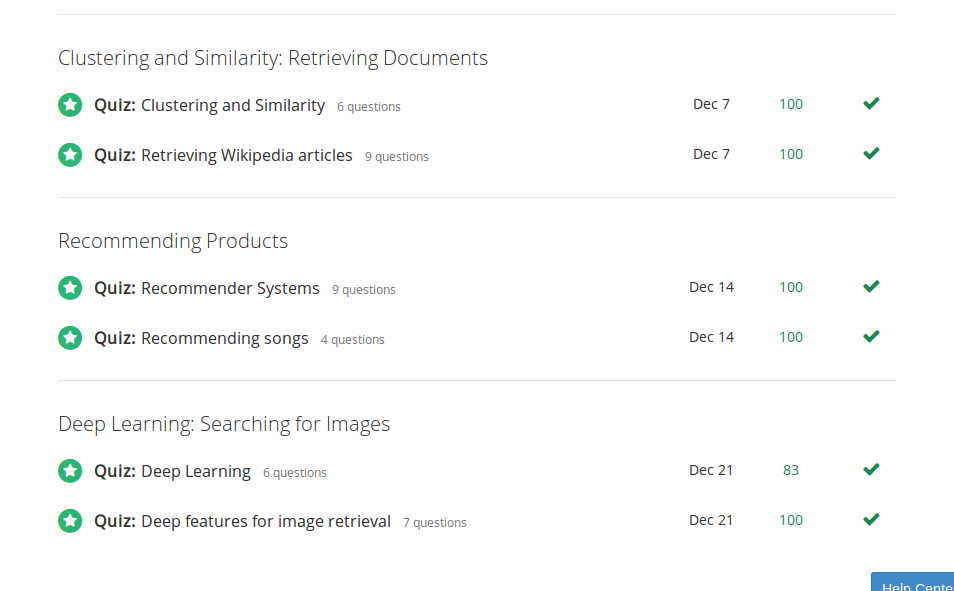 Clustering and Similarity: Retrieving Documents
Quiz: Clustering and Similarity 6 questions Dec 7 100
Quiz: Retrieving Wikipedia articles 9 questions Dec 7 100
Recommending Products
Quiz: Recommender Systems 9 questions Dec 14 100
Quiz: Recommending songs 4 questions Dec 14 100
Deep Learning: Searching for Images
Quiz: Deep Learning 6 questions Dec 21 83
Quiz: Deep features for image retrieval 7 questions Dec 21 100
Help Cente